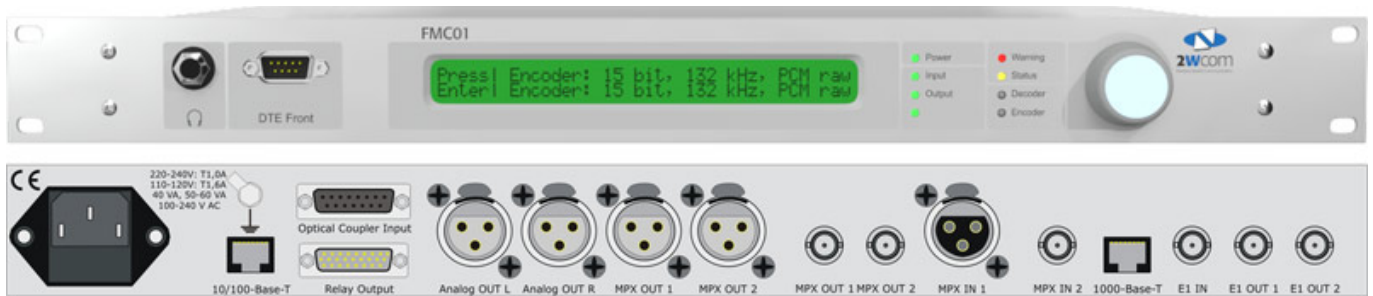 FMC01
Press| Encoder: 15 bit, 132 kHz, PCM raw
Enter| Encoder: 15 bit, 132 kHz, PCM raw
Power
Input
Output
Warning
Status
Decoder
Encoder
2wcom
DTE Front
CE
220-240V: T1,0A
110-120V: T1,6A
40 VA, 50-60 VA
100-240 V AC
Optical Coupler Input
10/100-Base-T
Relay Output
Analog OUT L
Analog OUT R
MPX OUT 1
MPX OUT 2
MPX OUT 1
MPX OUT 2
MPX IN 1
MPX IN 2
1000-Base-T
E1 IN
E1 OUT 1
E1 OUT 2